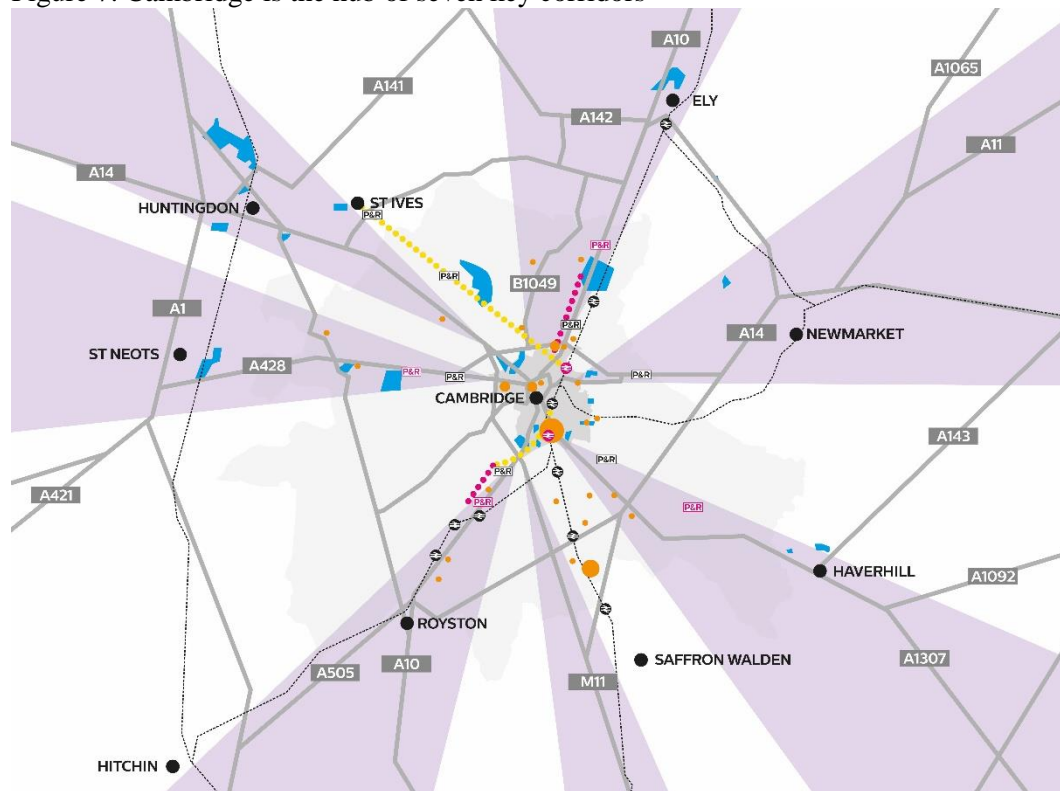 Figure 7: Cambridge is the hub of seven key corridors
A10
A1065
A141
ELY
A142
A11
A14
ST IVES
P&R
HUNTINGDON
P&R
P&R
B1049
A1
P&R
A14
NEWMARKET
ST NEOTS
A428
P&R
P&R
P&R
CAMBRIDGE
A143
P&R
P&R
A421
P&R
P&R
HAVERHILL
A1092
ROYSTON
A505
A10
SAFFRON WALDEN
A1307
M11
HITCHIN